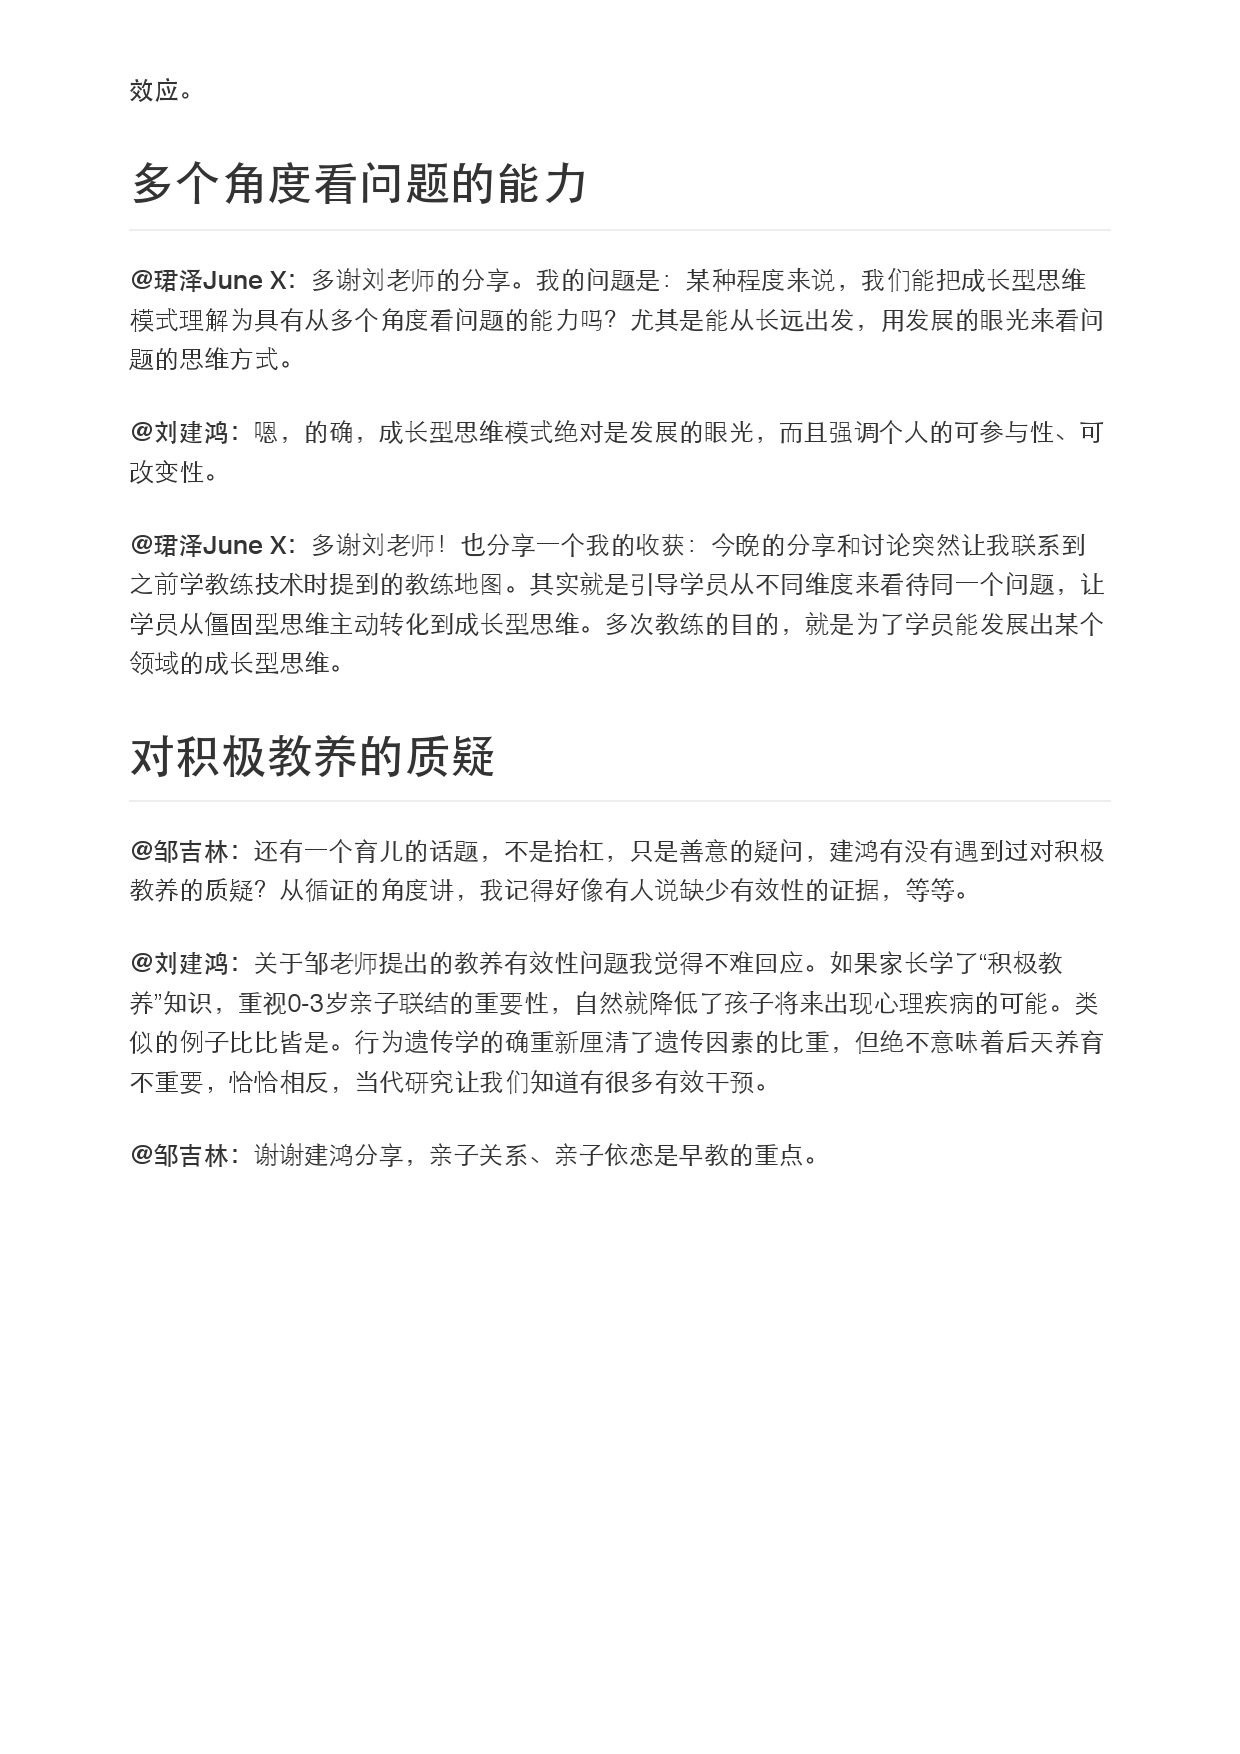 效应。
多个角度看问题的能力
@珺泽June X：多谢刘老师的分享。我的问题是：某种程度来说，我们能把成长型思维
模式理解为具有从多个角度看问题的能力吗？尤其是能从长远出发，用发展的眼光来看问
题的思维方式。
@刘建鸿：嗯，的确，成长型思维模式绝对是发展的眼光，而且强调个人的可参与性、可
改变性。
@珺泽June X：多谢刘老师！也分享一个我的收获：今晚的分享和讨论突然让我联系到
之前学教练技术时提到的教练地图。其实就是引导学员从不同维度来看待同一个问题，让
学员从僵固型思维主动转化到成长型思维。多次教练的目的，就是为了学员能发展出某个
领域的成长型思维。
对积极教养的质疑
@邹吉林：还有一个育儿的话题，不是抬杠，只是善意的疑问，建鸿有没有遇到过对积极
教养的质疑？从循证的角度讲，我记得好像有人说缺少有效性的证据，等等。
@刘建鸿：关于邹老师提出的教养有效性问题我觉得不难回应。如果家长学了“积极教
养”知识，重视0-3岁亲子联结的重要性，自然就降低了孩子将来出现心理疾病的可能。类
似的例子比比皆是。行为遗传学的确重新厘清了遗传因素的比重，但绝不意味着后天养育
不重要，恰恰相反，当代研究让我们知道有很多有效干预。
@邹吉林：谢谢建鸿分享，亲子关系、亲子依恋是早教的重点。